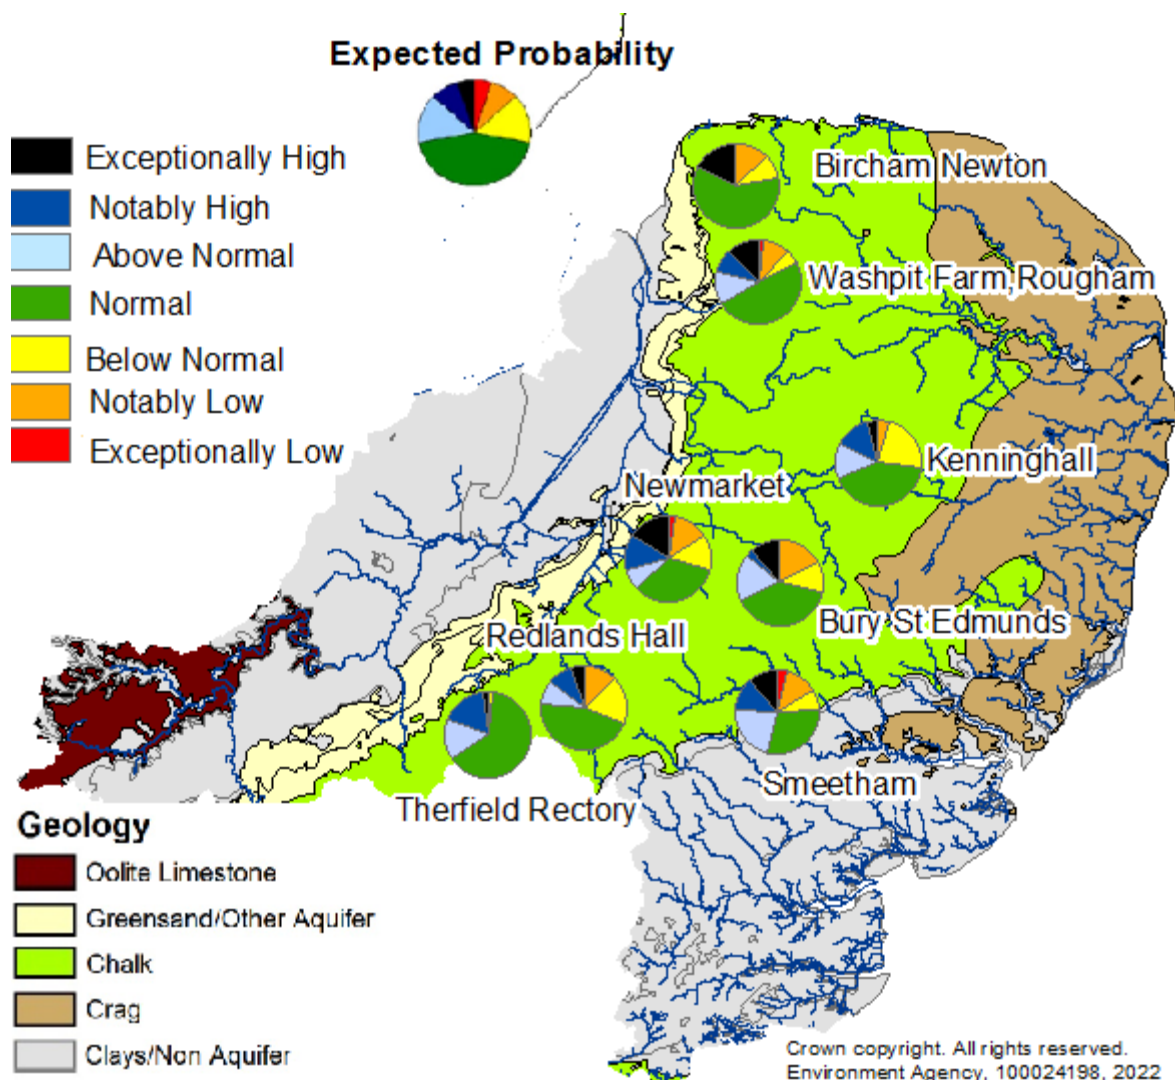 Expected Probability
Exceptionally High
Notably High
Above Normal
Normal
Below Normal
Notably Low
Exceptionally Low
Bircham Newton
Washpit Farm,Rougham
Kenninghall
Newmarket
Bury St Edmunds
Redlands Hall
Smeetham
Therfield Rectory
Geology
Oolite Limestone
Greensand/Other Aquifer
Chalk
Crag
Clays/Non Aquifer
Crown copyright. All rights reserved.
Environment Agency, 100024198, 2022